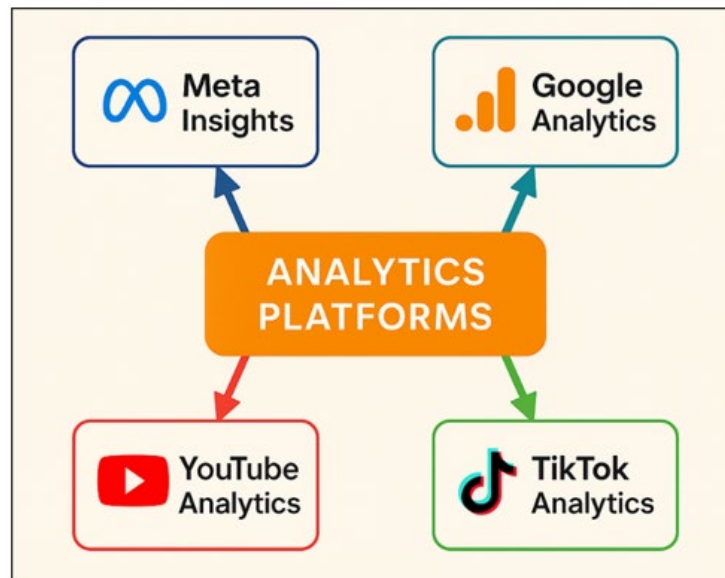 Meta
Insights
Google
Analytics
ANALYTICS
PLATFORMS
YouTube
Analytics
TikTok
Analytics